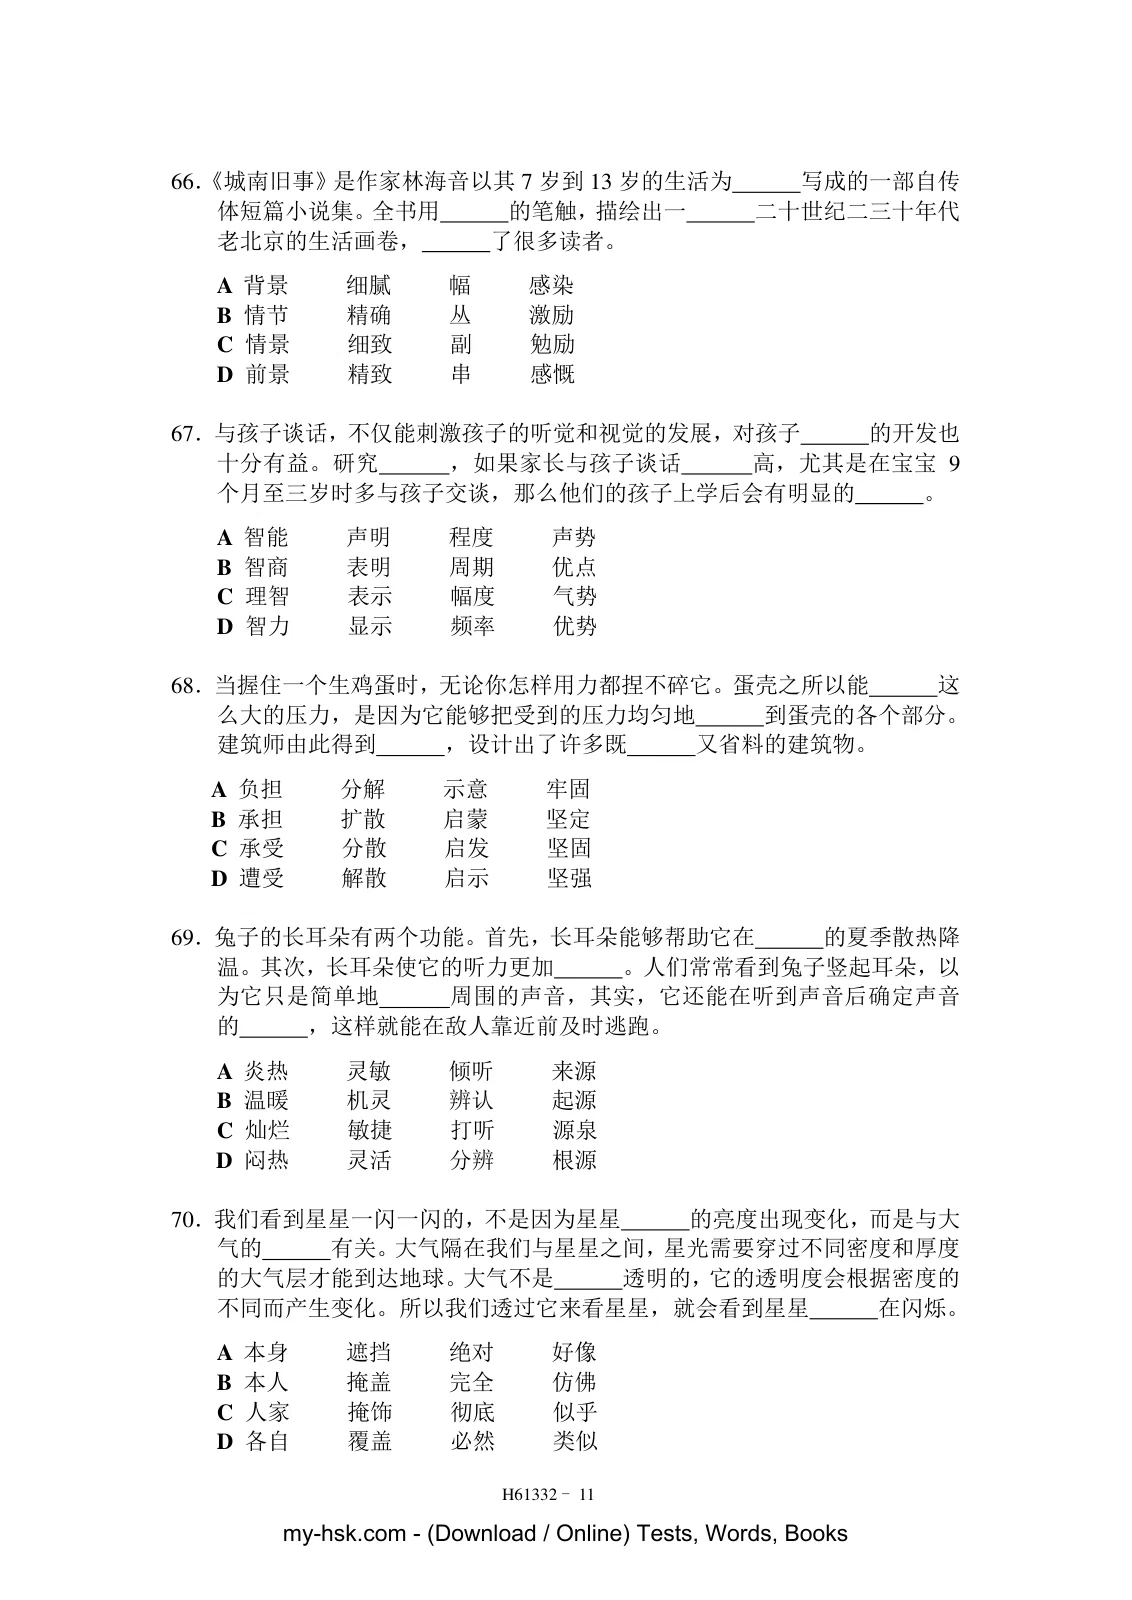 66.《城南旧事》是作家林海音以其 7 岁到 13 岁的生活为______写成的一部自传
体短篇小说集。全书用______的笔触，描绘出一______二十世纪二三十年代
老北京的生活画卷，______了很多读者。
A 背景 细腻 幅 感染
B 情节 精确 丛 激励
C 情景 细致 副 勉励
D 前景 精致 串 感慨
67．与孩子谈话，不仅能刺激孩子的听觉和视觉的发展，对孩子______的开发也
十分有益。研究______，如果家长与孩子谈话______高，尤其是在宝宝 9
个月至三岁时多与孩子交谈，那么他们的孩子上学后会有明显的______。
A 智能 声明 程度 声势
B 智商 表明 周期 优点
C 理智 表示 幅度 气势
D 智力 显示 频率 优势
68．当握住一个生鸡蛋时，无论你怎样用力都捏不碎它。蛋壳之所以能______这
么大的压力，是因为它能够把受到的压力均匀地______到蛋壳的各个部分。
建筑师由此得到______，设计出了许多既______又省料的建筑物。
A 负担 分解 示意 牢固
B 承担 扩散 启蒙 坚定
C 承受 分散 启发 坚固
D 遭受 解散 启示 坚强
69．兔子的长耳朵有两个功能。首先，长耳朵能够帮助它在______的夏季散热降
温。其次，长耳朵使它的听力更加______。人们常常看到兔子竖起耳朵，以
为它只是简单地______周围的声音，其实，它还能在听到声音后确定声音
的______，这样就能在敌人靠近前及时逃跑。
A 炎热 灵敏 倾听 来源
B 温暖 机灵 辨认 起源
C 灿烂 敏捷 打听 源泉
D 闷热 灵活 分辨 根源
70．我们看到星星一闪一闪的，不是因为星星______的亮度出现变化，而是与大
气的______有关。大气隔在我们与星星之间，星光需要穿过不同密度和厚度
的大气层才能到达地球。大气不是______透明的，它的透明度会根据密度的
不同而产生变化。所以我们透过它来看星星，就会看到星星______在闪烁。
A 本身 遮挡 绝对 好像
B 本人 掩盖 完全 仿佛
C 人家 掩饰 彻底 似乎
D 各自 覆盖 必然 类似
H61332－ 11
my-hsk.com - (Download / Online) Tests, Words, Books